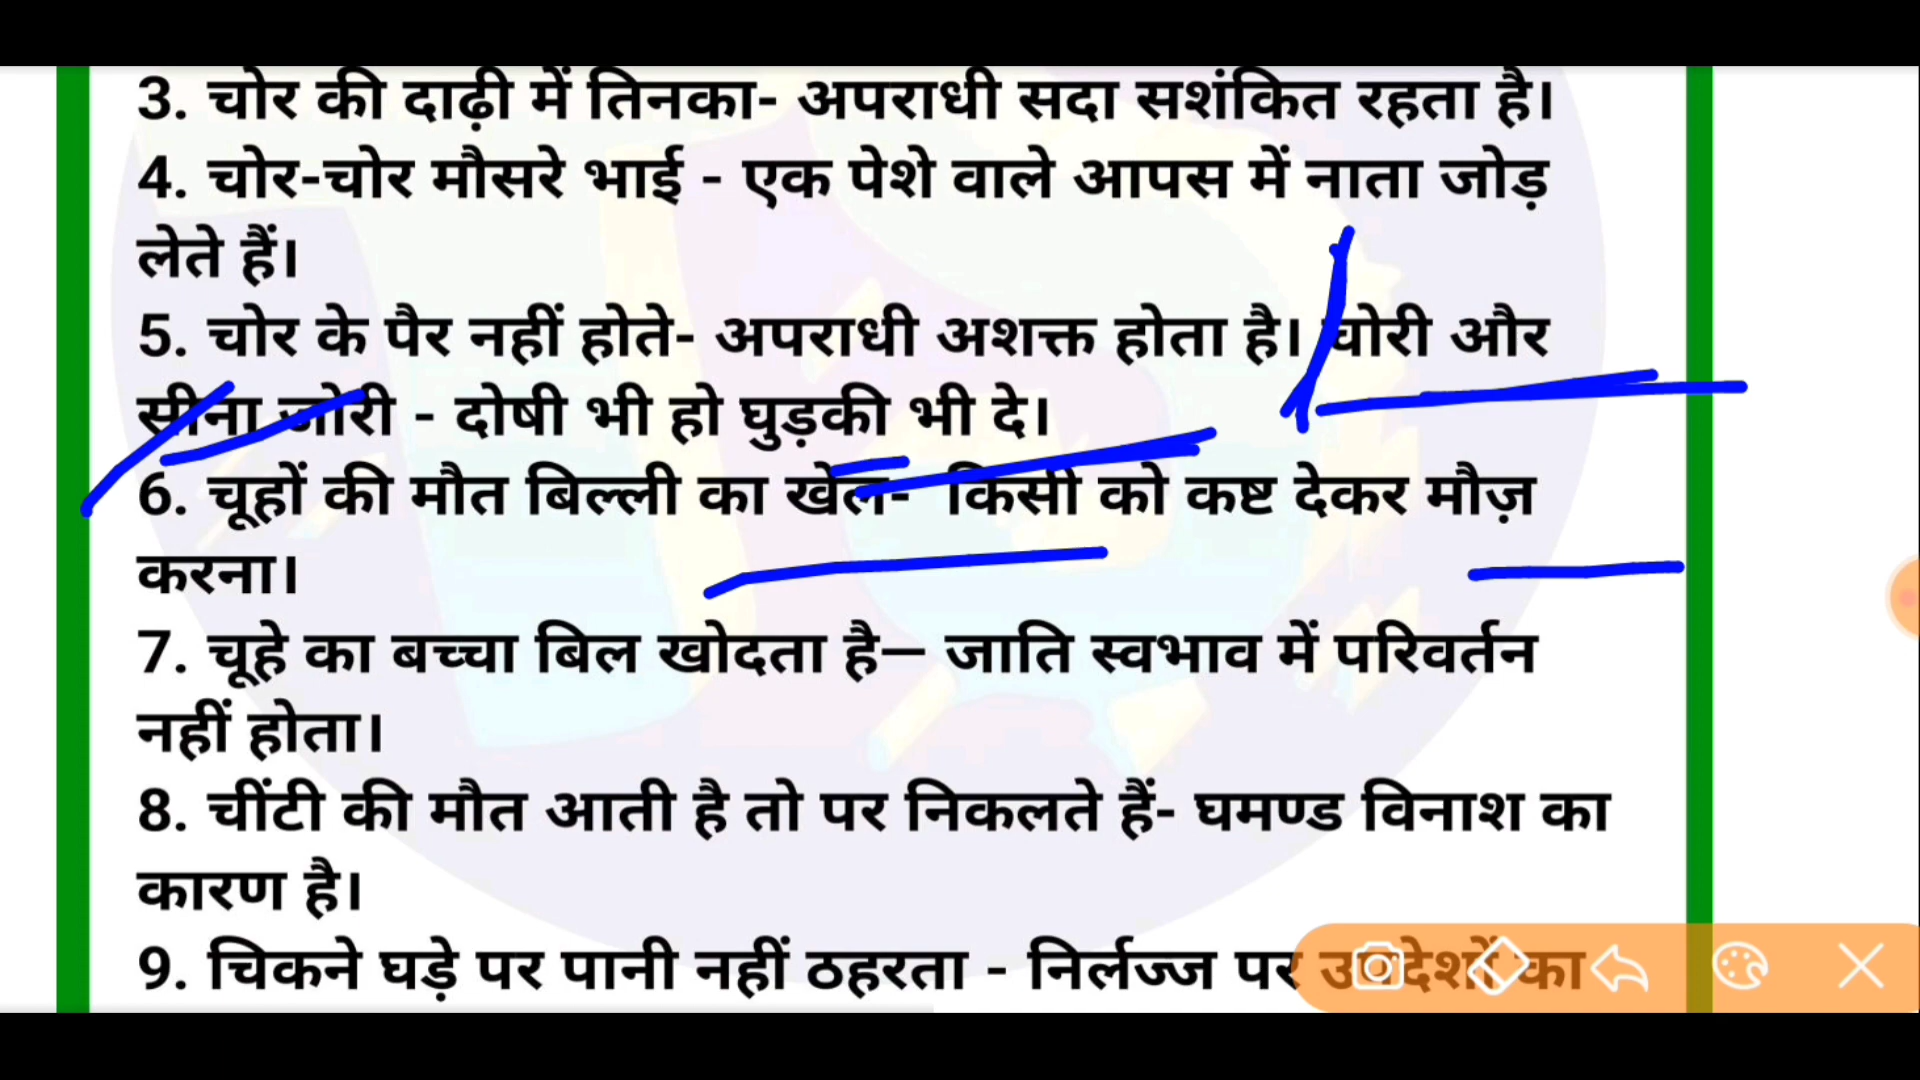 3. चोर की दाढ़ी में तिनका- अपराधी सदा सशंकित रहता है।
4. चोर-चोर मौसरे भाई - एक पेशे वाले आपस में नाता जोड़
लेते हैं।
5. चोर के पैर नहीं होते- अपराधी अशक्त होता है। चोरी और
सीना जोरी - दोषी भी हो घुड़की भी दे।
6. चूहों की मौत बिल्ली का खेल- किसी को कष्ट देकर मौज़
करना।
7. चूहे का बच्चा बिल खोदता है— जाति स्वभाव में परिवर्तन
नहीं होता।
8. चींटी की मौत आती है तो पर निकलते हैं- घमण्ड विनाश का
कारण है।
9. चिकने घड़े पर पानी नहीं ठहरता - निर्लज्ज पर उपदेशों का